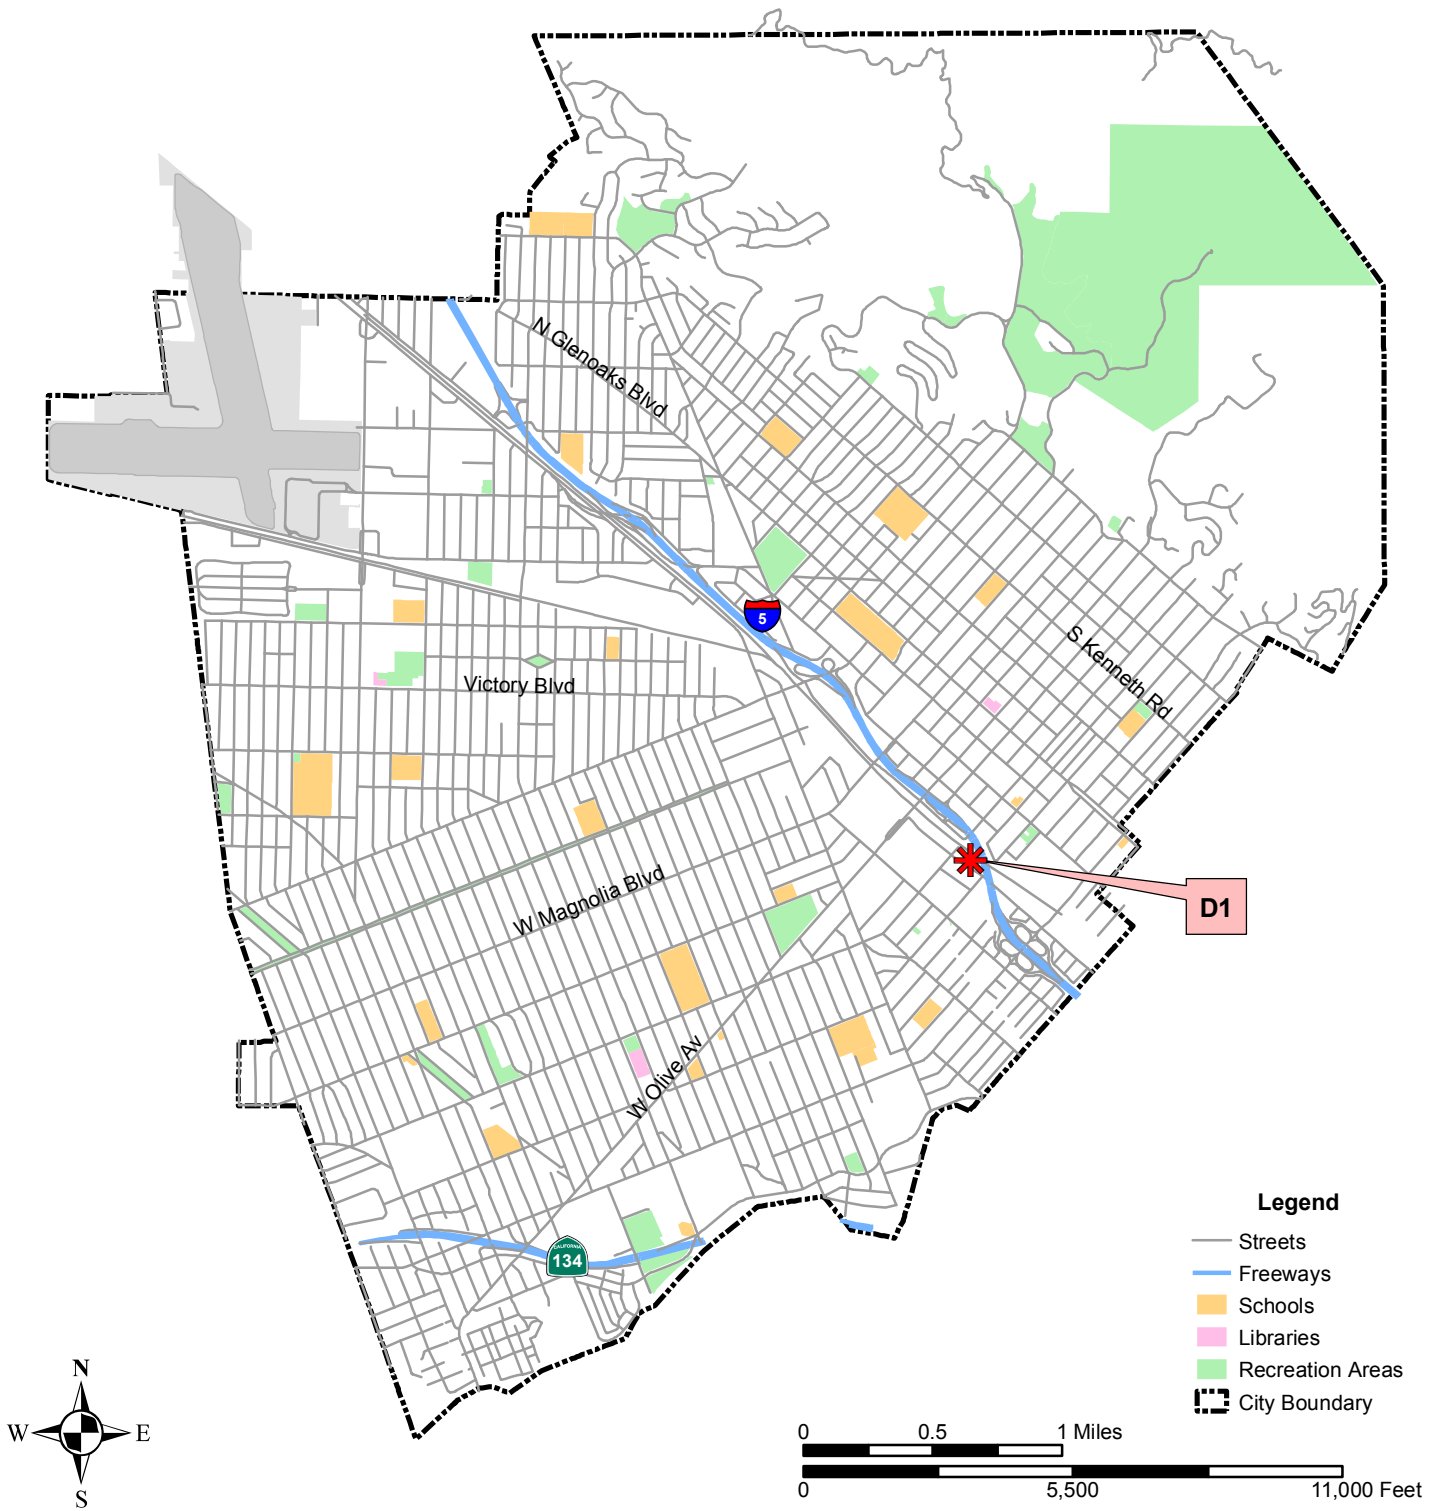 N Glenoaks Blvd
5
S Kenneth Rd
Victory Blvd
W Magnolia Blvd
D1
W Olive Av
CALIFORNIA
134
Legend
Streets
Freeways
Schools
Libraries
Recreation Areas
City Boundary
N
W E
S
0 0.5 1 Miles
0 5,500 11,000 Feet